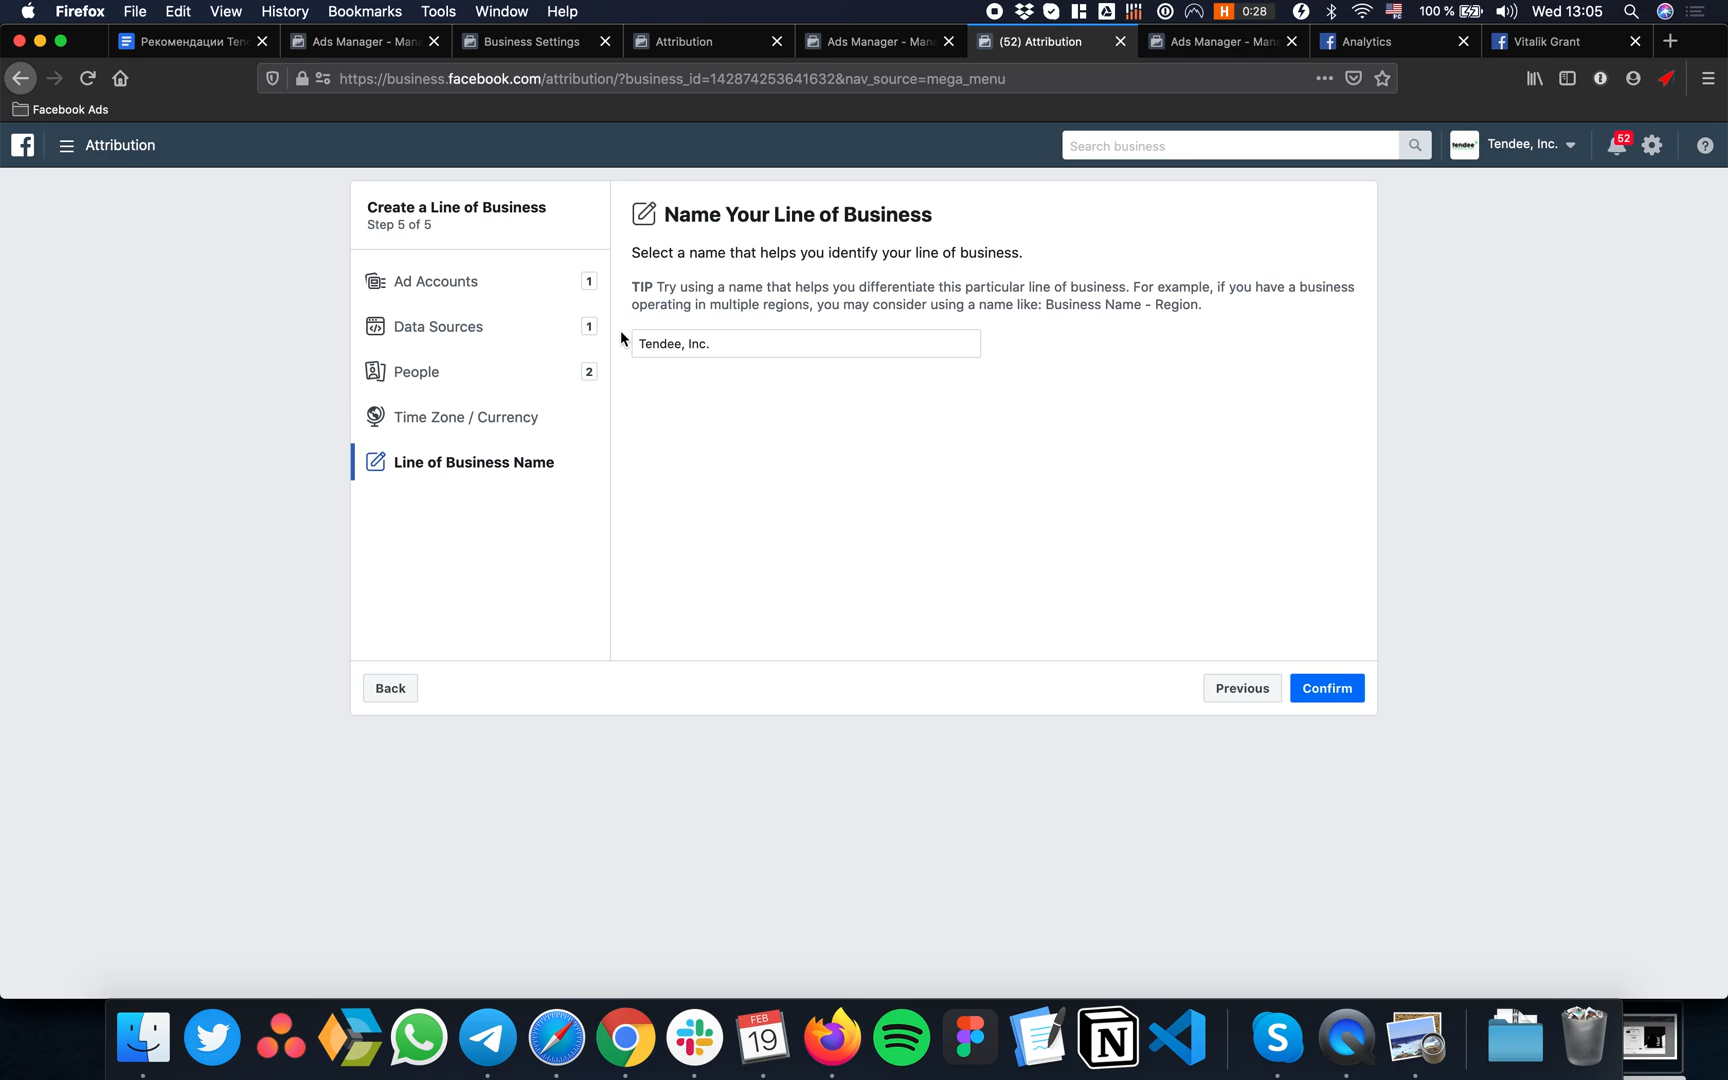 Firefox File Edit View History Bookmarks Tools Window Help
H 0:28 100 % Wed 13:05
Рекомендации Ten
Ads Manager - Man
Business Settings
Attribution
Ads Manager - Man
(52) Attribution
Ads Manager - Man
Analytics
Vitalik Grant
https://business.facebook.com/attribution/?business_id=142874253641632&nav_source=mega_menu
Facebook Ads
Attribution
Search business
tendee
Tendee, Inc.
52
Create a Line of Business
Step 5 of 5
Ad Accounts 1
Data Sources 1
People 2
Time Zone / Currency
Line of Business Name
Name Your Line of Business
Select a name that helps you identify your line of business.
TIP Try using a name that helps you differentiate this particular line of business. For example, if you have a business
operating in multiple regions, you may consider using a name like: Business Name - Region.
Tendee, Inc.
Back
Previous
Confirm
FEB
19